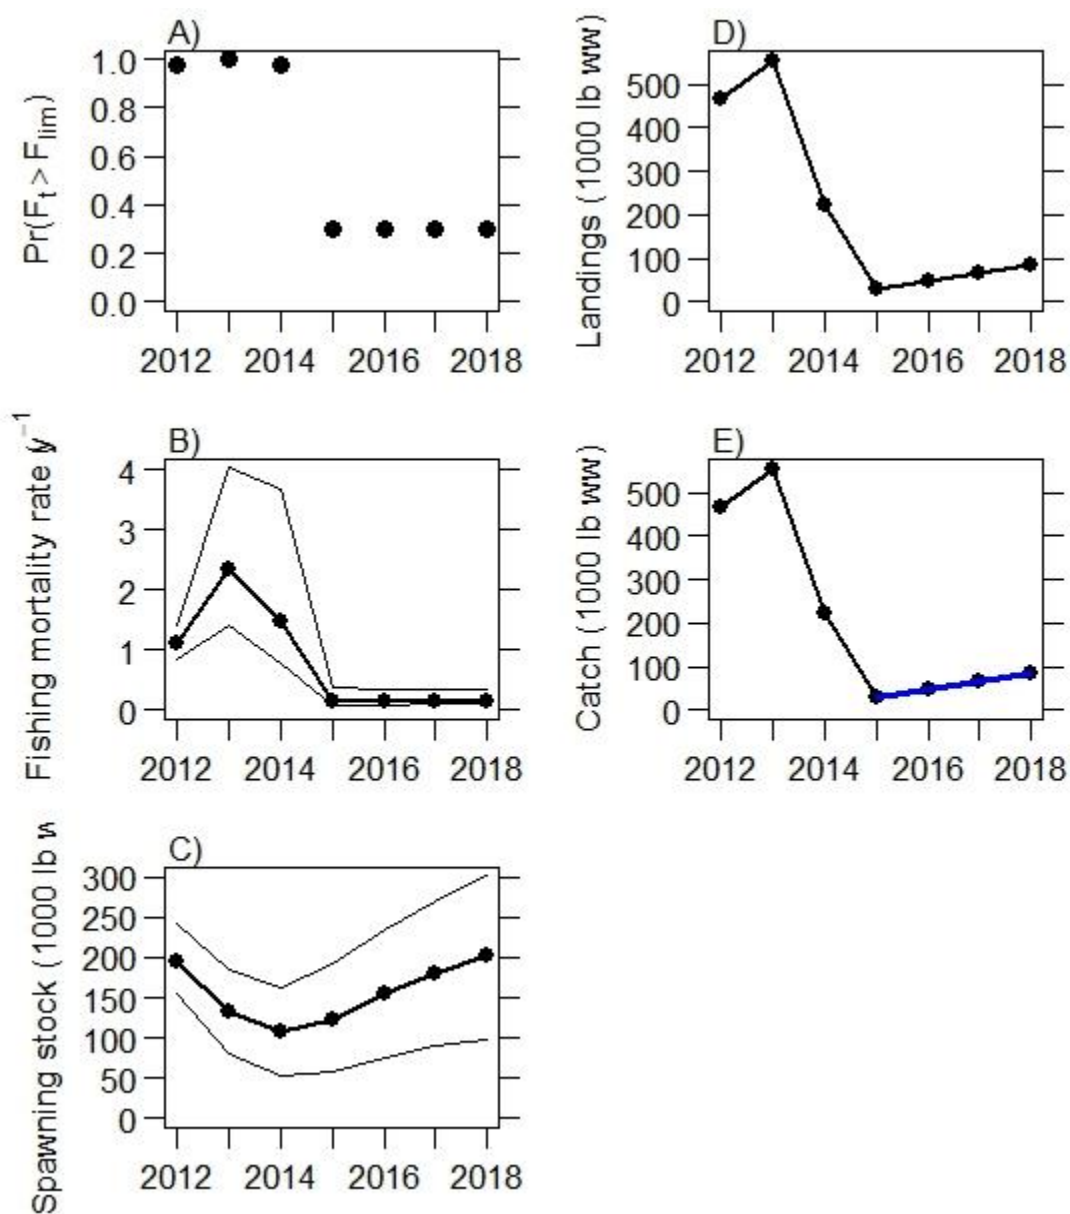 A)
Pr(Fₜ > Fₗᵢₘ)
1.0
0.8
0.6
0.4
0.2
0.0
2012 2014 2016 2018
D)
Landings (1000 lb ww)
500
400
300
200
100
0
2012 2014 2016 2018
B)
Fishing mortality rate (y⁻¹
4
3
2
1
0
2012 2014 2016 2018
E)
Catch (1000 lb ww)
500
400
300
200
100
0
2012 2014 2016 2018
C)
Spawning stock (1000 lb
300
250
200
150
100
50
0
2012 2014 2016 2018